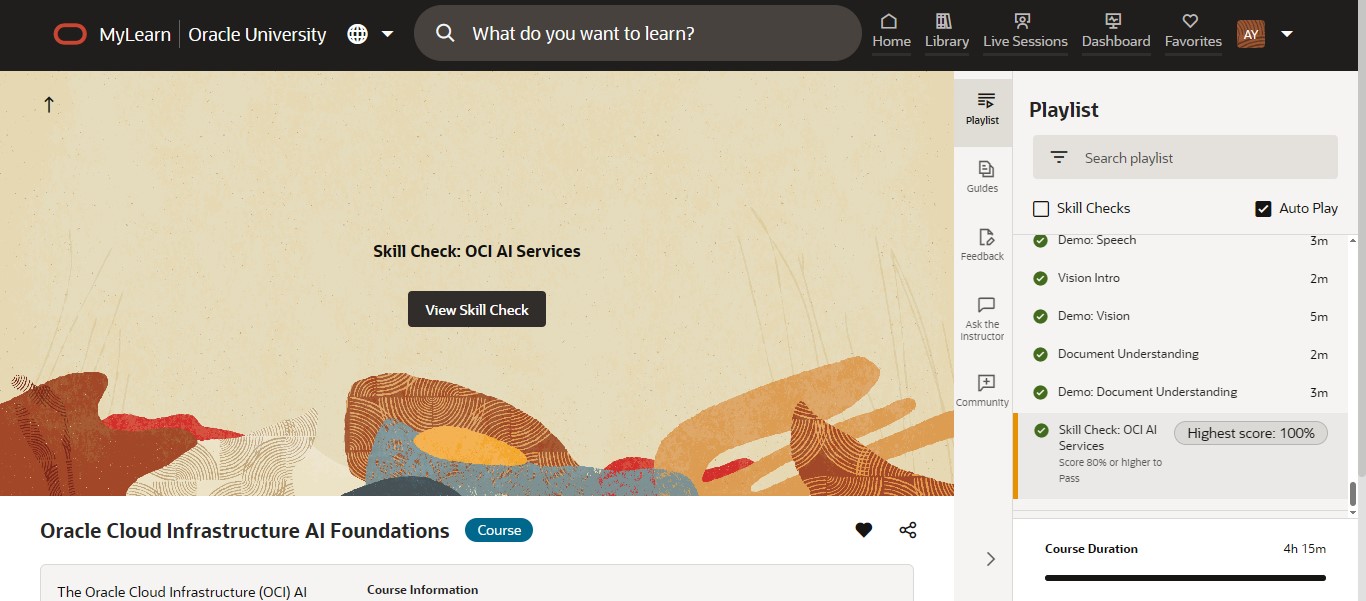 MyLearn
Oracle University
What do you want to learn?
Home
Library
Live Sessions
Dashboard
Favorites
AY
Skill Check: OCI AI Services
View Skill Check
Oracle Cloud Infrastructure AI Foundations
Course
The Oracle Cloud Infrastructure (OCI) AI
Course Information
Playlist
Guides
Feedback
Ask the
Instructor
Community
Playlist
Search playlist
Skill Checks
Auto Play
Demo: Speech 3m
Vision Intro 2m
Demo: Vision 5m
Document Understanding 2m
Demo: Document Understanding 3m
Skill Check: OCI AI
Services
Highest score: 100%
Score 80% or higher to
Pass
Course Duration 4h 15m